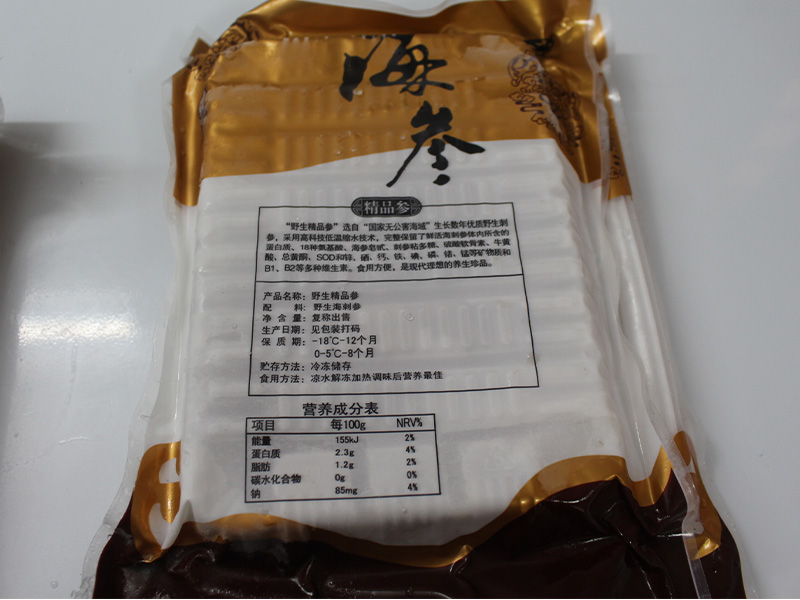 海参
精品参
"野生精品参" 选自 "国家无公害海域" 生长数年优质野生刺
参，采用高科技低温缩水技术，完整保留了鲜活海刺参体内所含的
蛋白质、18种氨基酸、海参皂甙、刺参粘多糖、硫酸软骨素、牛黄
酸、总黄酮、SOD和锌、硒、钙、铁、碘、磷、锗、锰等矿物质和
B1、B2等多种维生素。食用方便，是现代理想的养生珍品。
产品名称：野生精品参
配 料：野生海刺参
净 含 量：复称出售
生产日期：见包装打码
保 质 期：-18℃-12个月
0-5℃-8个月
贮存方法：冷冻储存
食用方法：凉水解冻加热调味后营养最佳
营养成分表
项目 每100g NRV%
能量 155kJ 2%
蛋白质 2.3g 4%
脂肪 1.2g 2%
碳水化合物 0g 0%
钠 85mg 4%